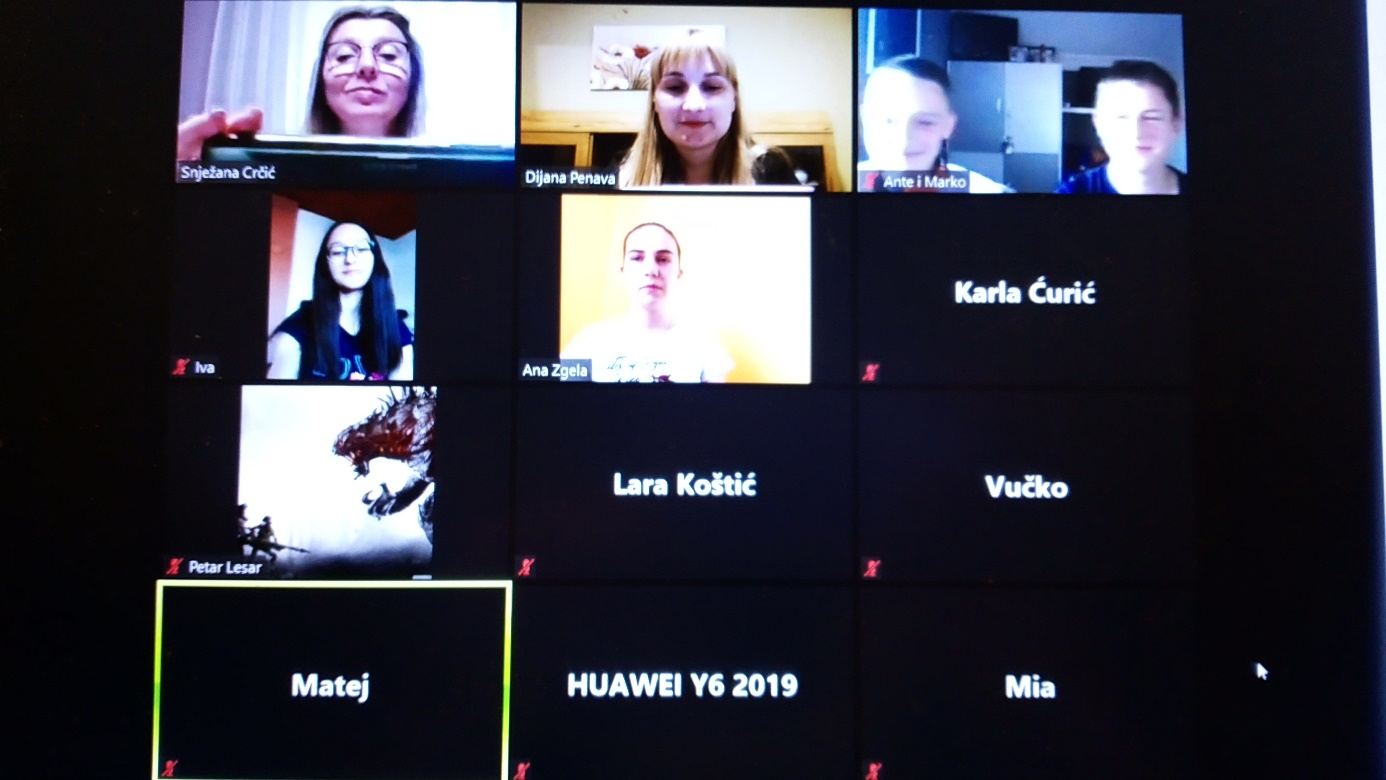 Snježana Crčić
Dijana Penava
Ante i Marko
Iva
Ana Zgela
Karla Ćurić
Petar Lesar
Lara Koštić
Vučko
Matej
HUAWEI Y6 2019
Mia